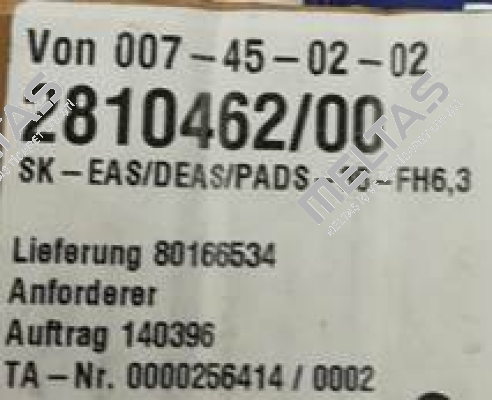 Von 007-45-02-02
2810462/00
SK-EAS/DEAS/PADS-  -FH6,3
Lieferung 80166534
Anforderer
Auftrag 140396
TA-Nr. 0000256414 / 0002
MELTAS